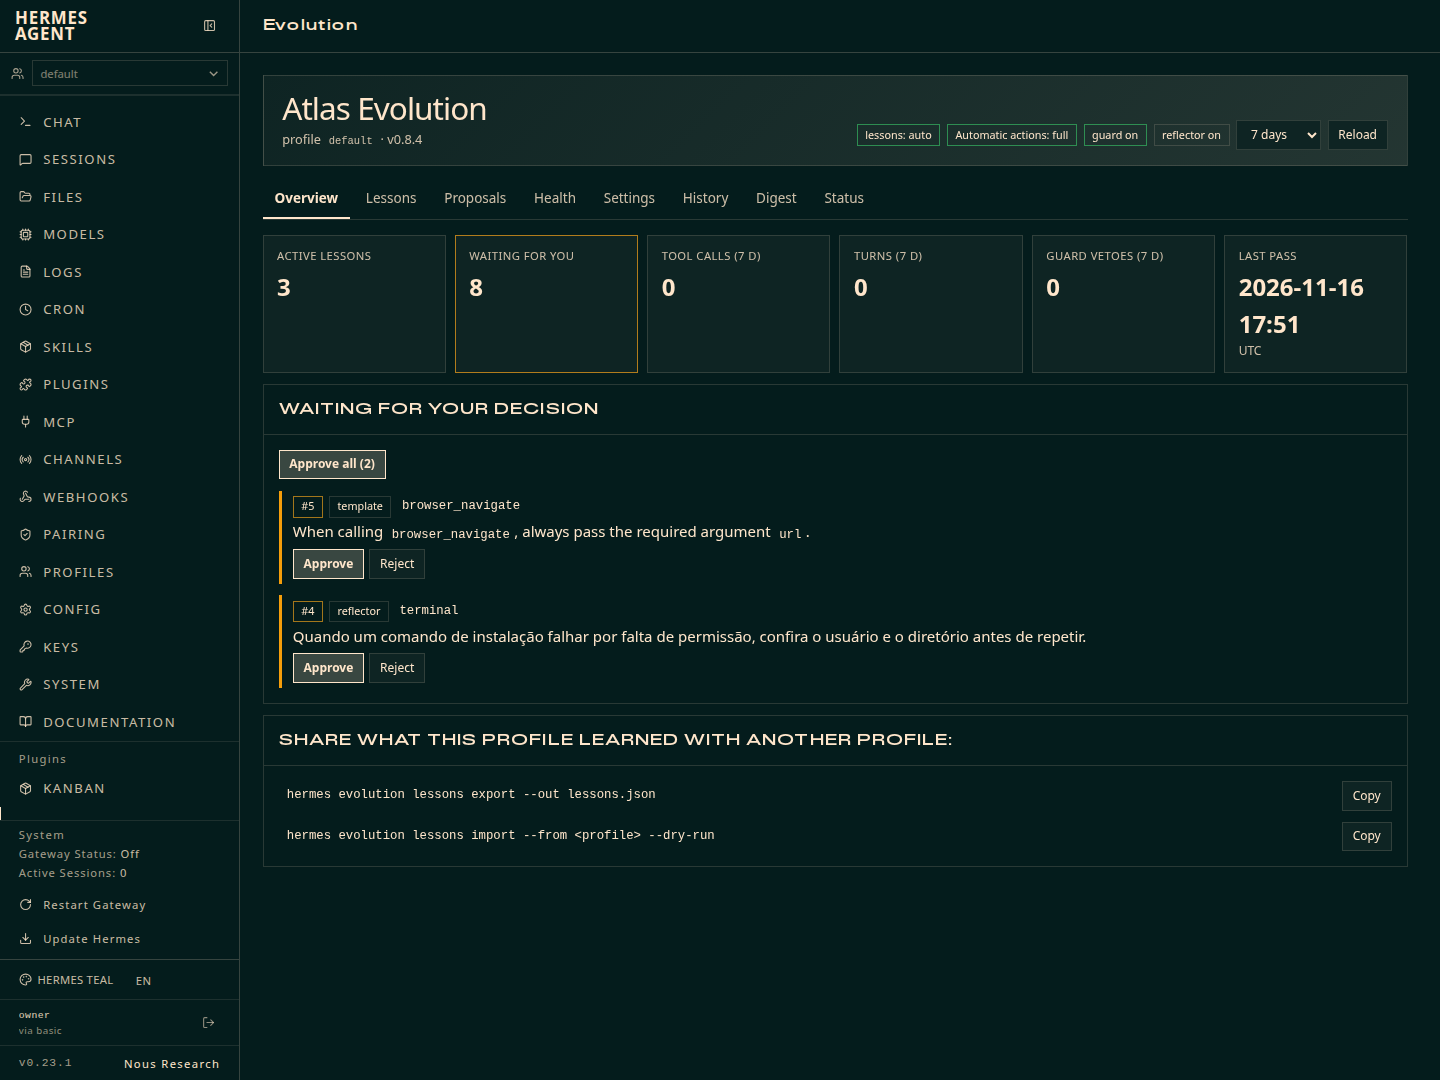 HERMES
AGENT
default
CHAT
SESSIONS
FILES
MODELS
LOGS
CRON
SKILLS
PLUGINS
MCP
CHANNELS
WEBHOOKS
PAIRING
PROFILES
CONFIG
KEYS
SYSTEM
DOCUMENTATION
Plugins
KANBAN
System
Gateway Status: Off
Active Sessions: 0
Restart Gateway
Update Hermes
HERMES TEAL EN
owner
via basic
v0.23.1 Nous Research
Evolution
Atlas Evolution
profile default · v0.8.4
lessons: auto Automatic actions: full guard on reflector on 7 days Reload
Overview Lessons Proposals Health Settings History Digest Status
ACTIVE LESSONS
3
WAITING FOR YOU
8
TOOL CALLS (7 D)
0
TURNS (7 D)
0
GUARD VETOES (7 D)
0
LAST PASS
2026-11-16
17:51
UTC
WAITING FOR YOUR DECISION
Approve all (2)
#5 template browser_navigate
When calling browser_navigate, always pass the required argument url.
Approve Reject
#4 reflector terminal
Quando um comando de instalação falhar por falta de permissão, confira o usuário e o diretório antes de repetir.
Approve Reject
SHARE WHAT THIS PROFILE LEARNED WITH ANOTHER PROFILE:
hermes evolution lessons export --out lessons.json Copy
hermes evolution lessons import --from <profile> --dry-run Copy